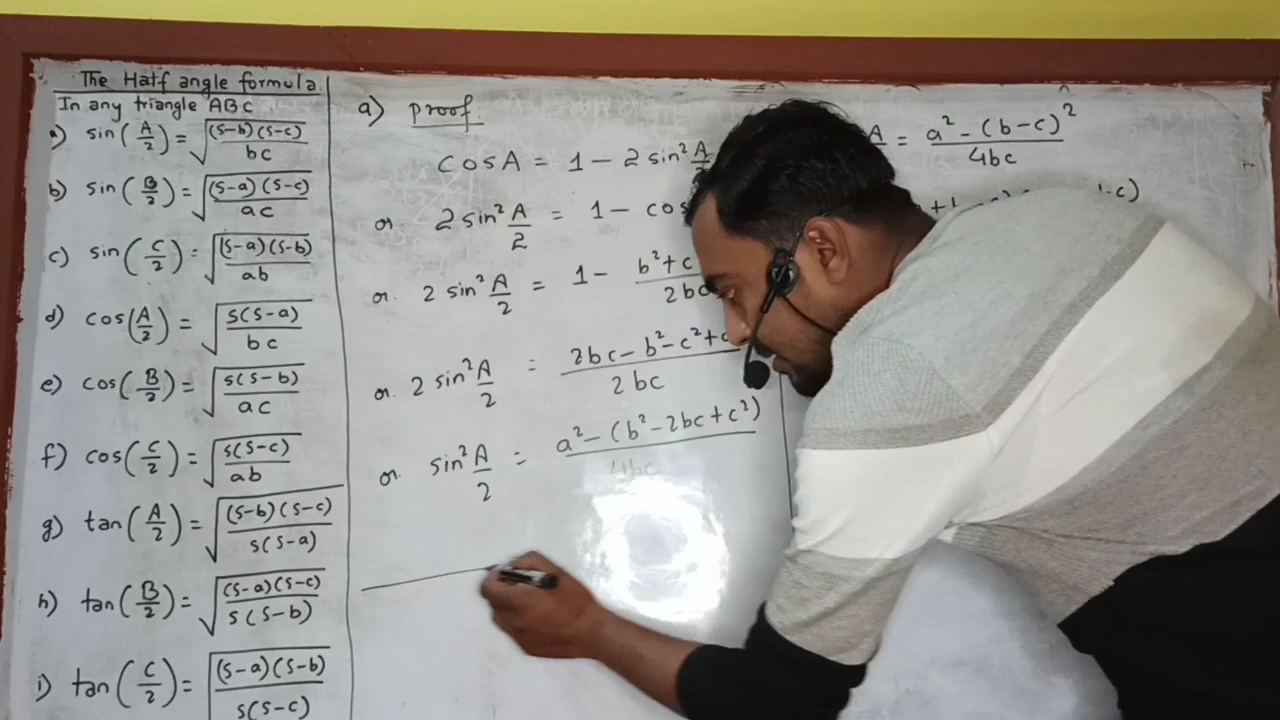 The Half angle formula
In any triangle ABC
a) sin(A/2) = √((s-b)(s-c)/bc)
b) sin(B/2) = √((s-a)(s-c)/ac)
c) sin(C/2) = √((s-a)(s-b)/ab)
d) cos(A/2) = √(s(s-a)/bc)
e) cos(B/2) = √(s(s-b)/ac)
f) cos(C/2) = √(s(s-c)/ab)
g) tan(A/2) = √((s-b)(s-c)/s(s-a))
h) tan(B/2) = √((s-a)(s-c)/s(s-b))
i) tan(C/2) = √((s-a)(s-b)/s(s-c))
a) proof.
cosA = 1 - 2 sin² A
or. 2 sin² A/2 = 1 - cos
or. 2 sin² A/2 = 1 - b²+c / 2bc
or. 2 sin² A/2 = 2bc - b² - c² + / 2bc
or. sin² A/2 = a² - (b² - 2bc + c²) / 4bc
A = a² - (b-c)² / 4bc